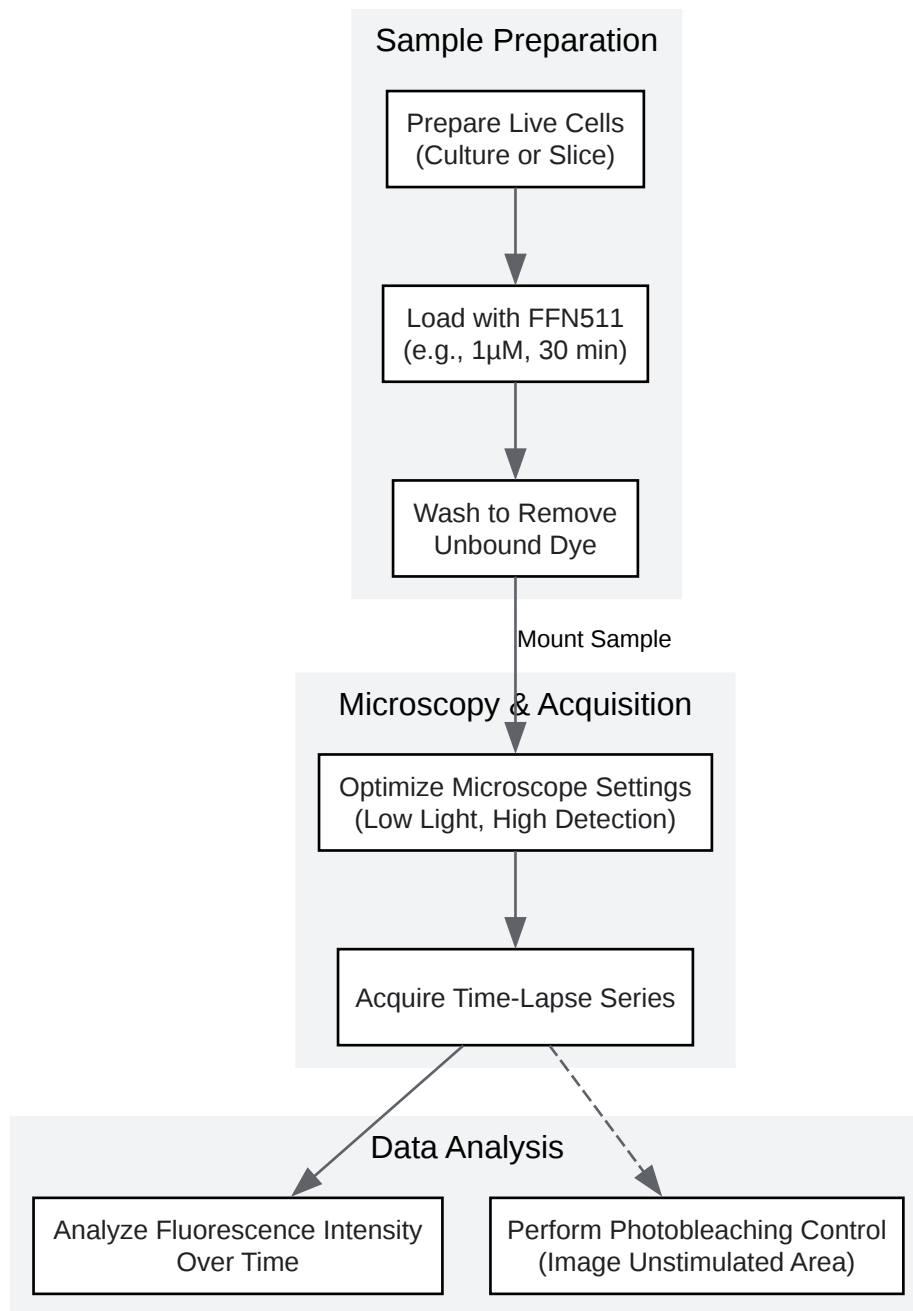 Sample Preparation
Prepare Live Cells
(Culture or Slice)
Load with FFN511
(e.g., 1µM, 30 min)
Wash to Remove
Unbound Dye
Mount Sample
Microscopy & Acquisition
Optimize Microscope Settings
(Low Light, High Detection)
Acquire Time-Lapse Series
Data Analysis
Analyze Fluorescence Intensity
Over Time
Perform Photobleaching Control
(Image Unstimulated Area)